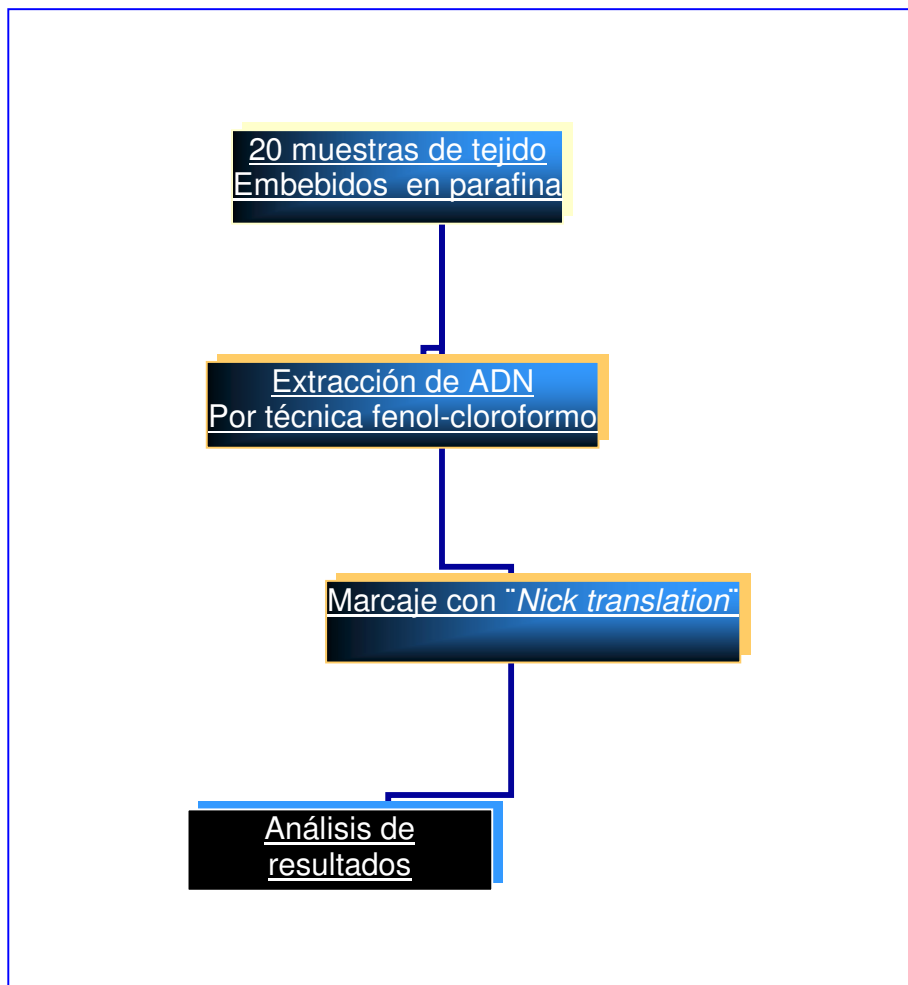 20 muestras de tejido
Embebidos en parafina
Extracción de ADN
Por técnica fenol-cloroformo
Marcaje con ¨Nick translation¨
Análisis de
resultados